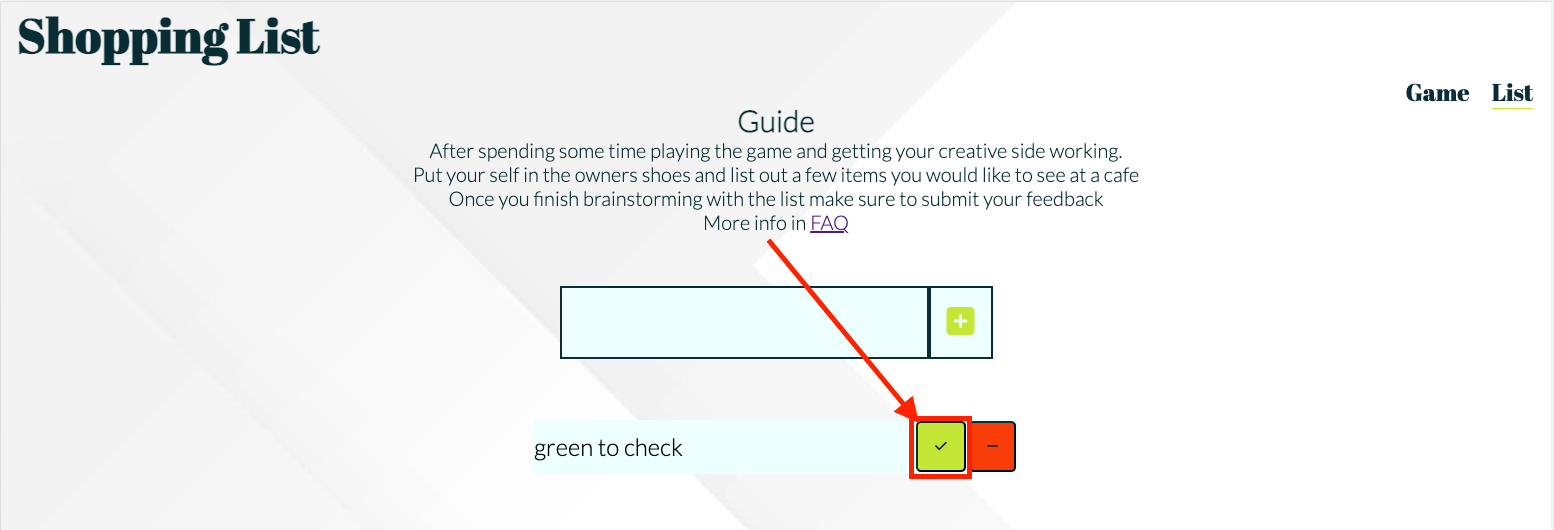 Shopping List
Game List
Guide
After spending some time playing the game and getting your creative side working.
Put your self in the owners shoes and list out a few items you would like to see at a cafe
Once you finish brainstorming with the list make sure to submit your feedback
More info in FAQ
green to check